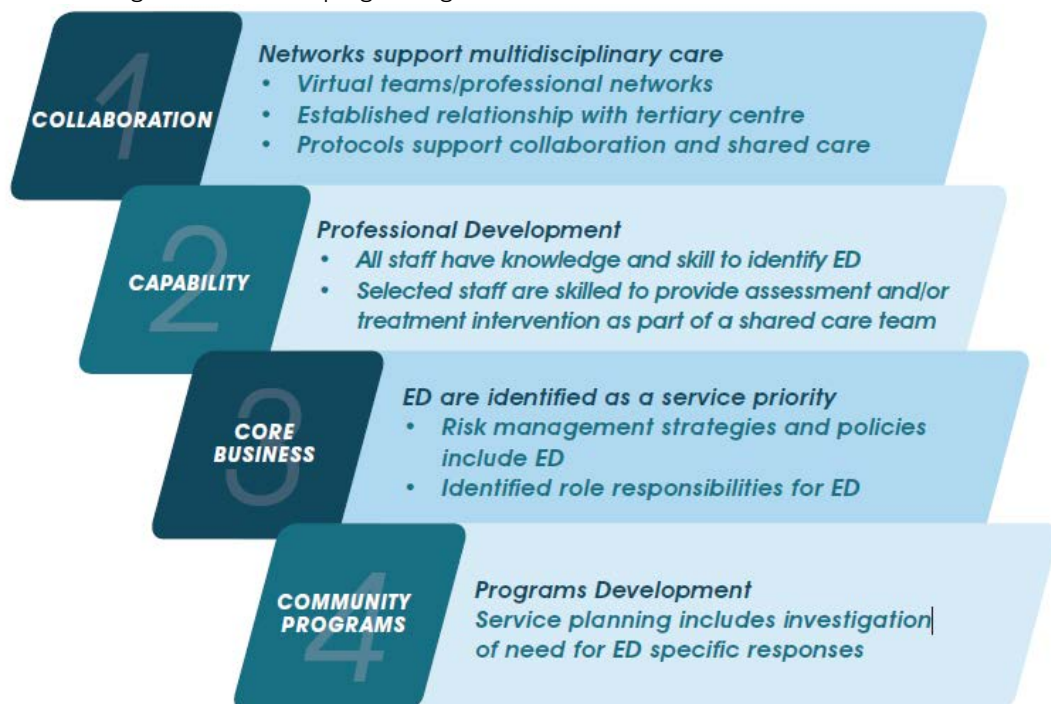 1
COLLABORATION
Networks support multidisciplinary care
• Virtual teams/professional networks
• Established relationship with tertiary centre
• Protocols support collaboration and shared care
2
CAPABILITY
Professional Development
• All staff have knowledge and skill to identify ED
• Selected staff are skilled to provide assessment and/or
treatment intervention as part of a shared care team
3
CORE
BUSINESS
ED are identified as a service priority
• Risk management strategies and policies
include ED
• Identified role responsibilities for ED
4
COMMUNITY
PROGRAMS
Programs Development
Service planning includes investigation
of need for ED specific responses